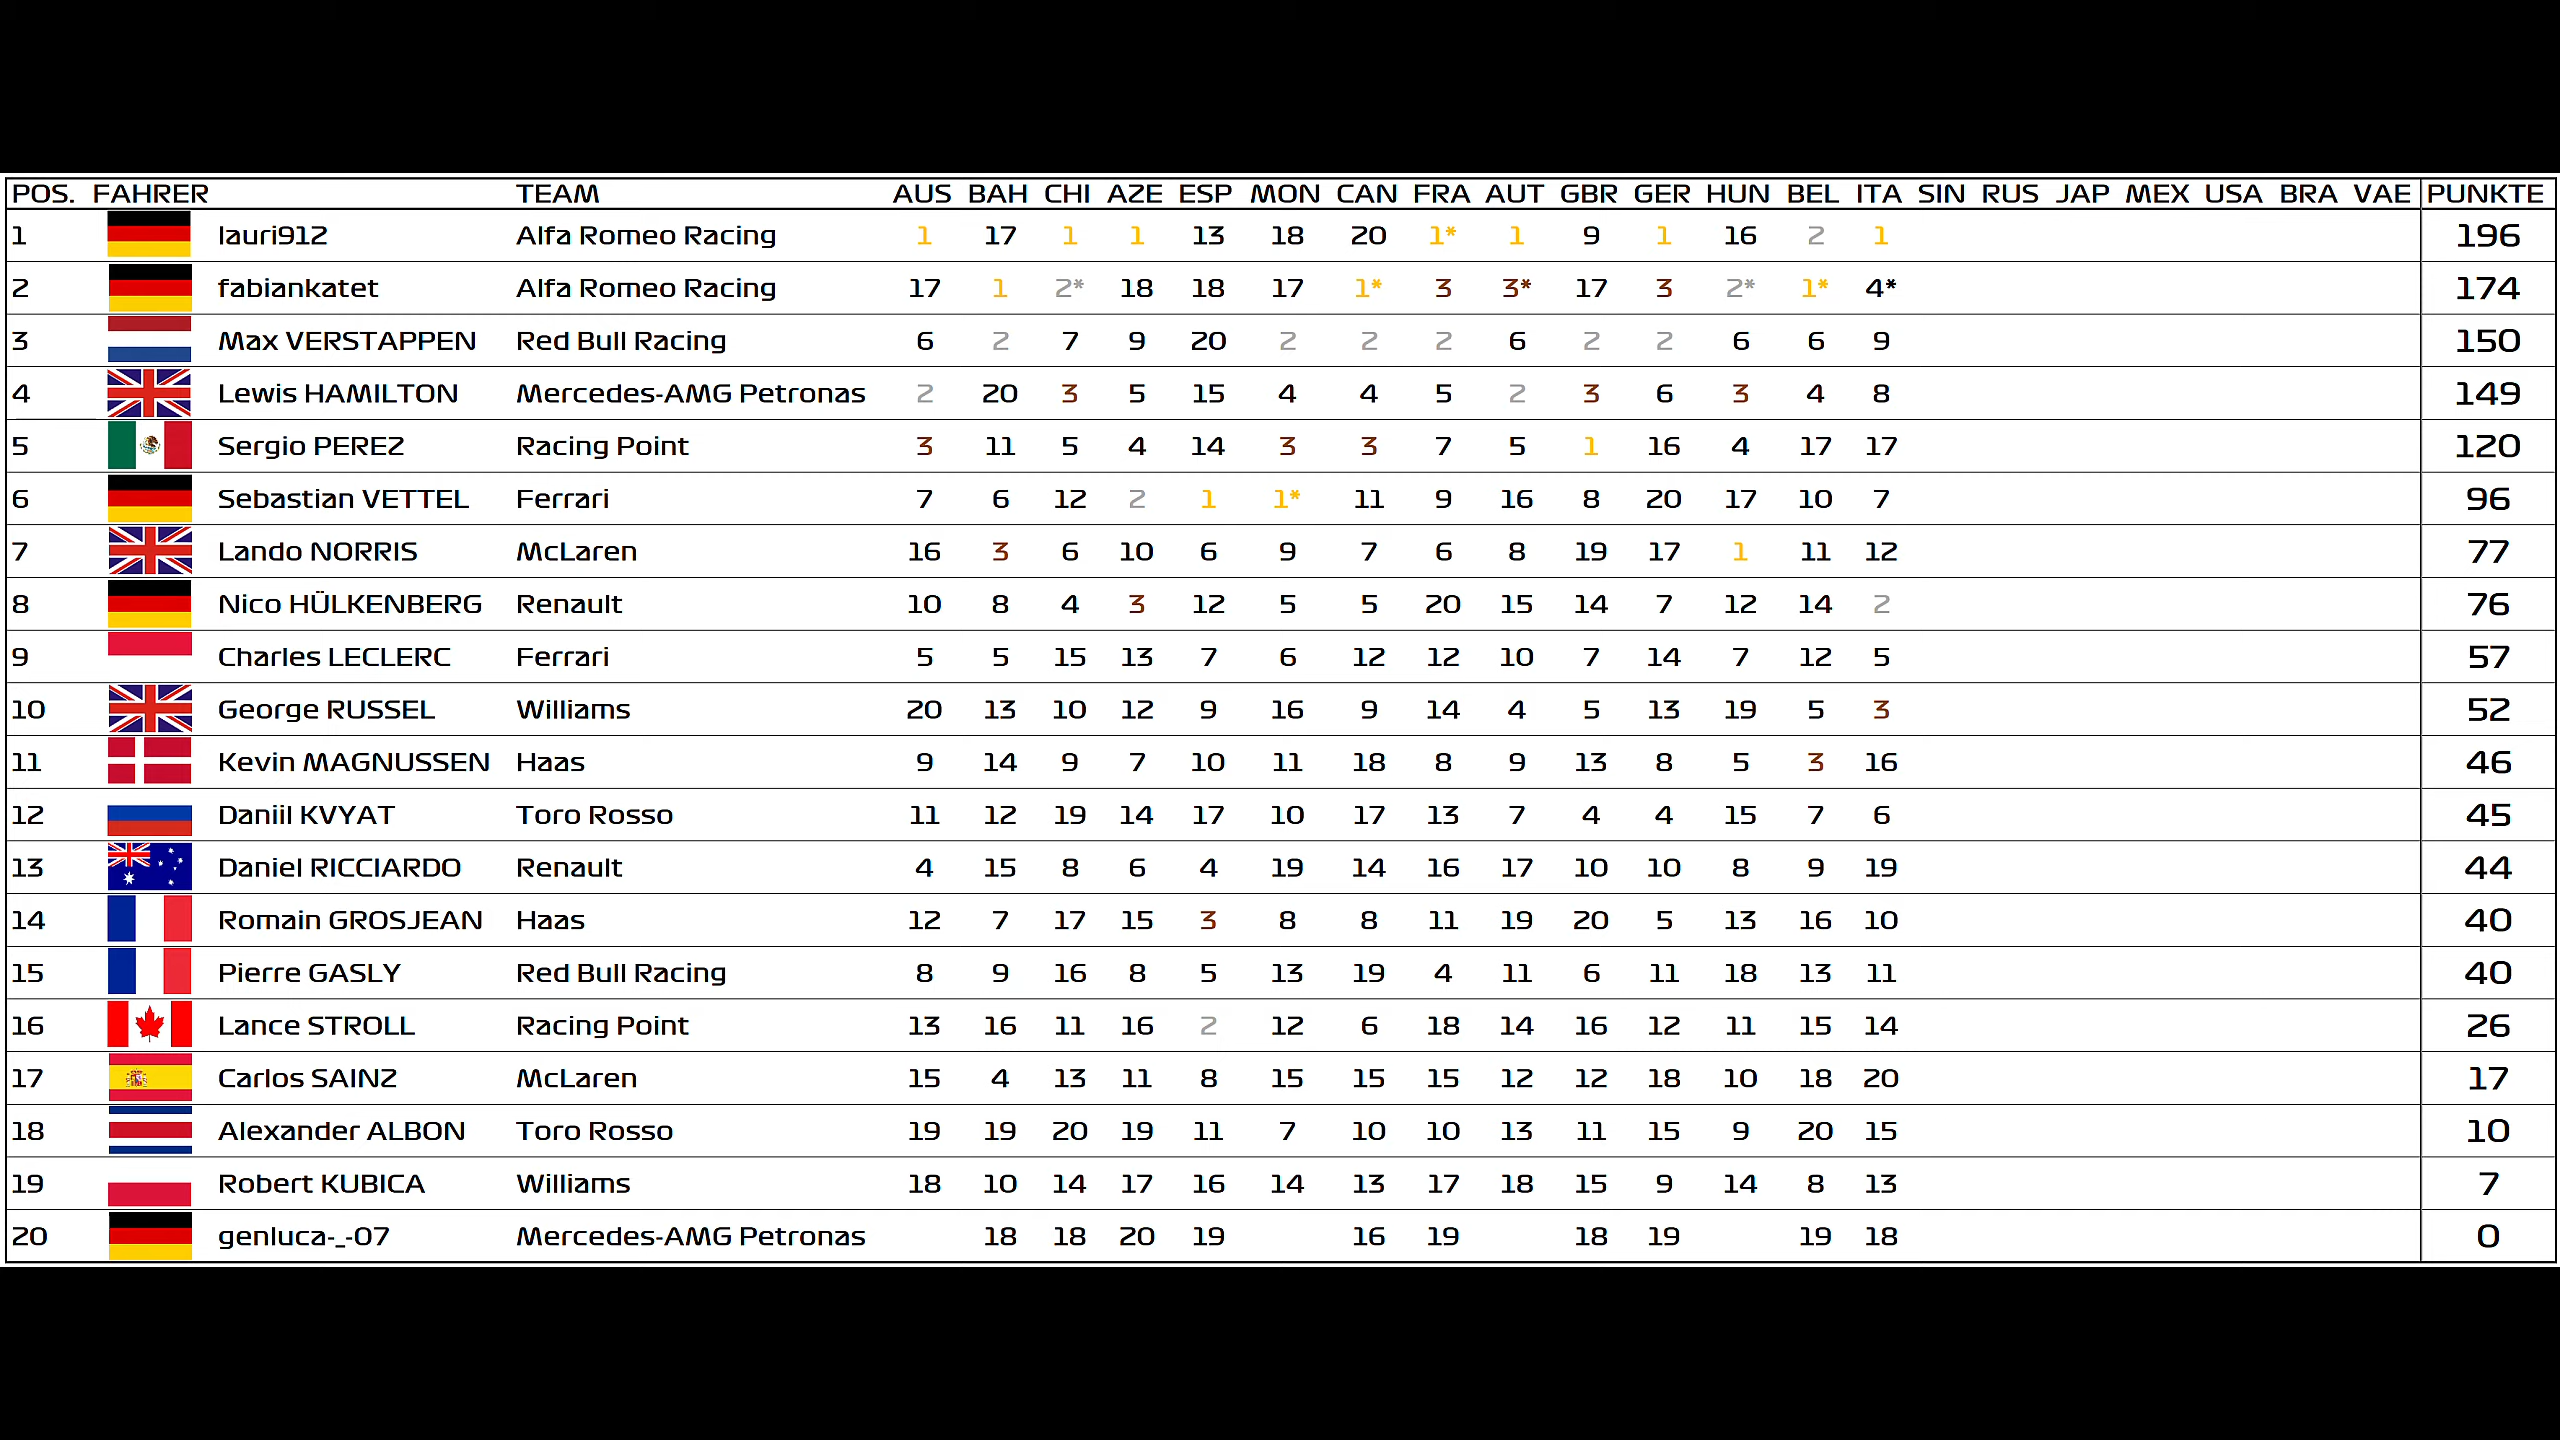 POS. FAHRER TEAM AUS BAH CHI AZE ESP MON CAN FRA AUT GBR GER HUN BEL ITA SIN RUS JAP MEX USA BRA VAE PUNKTE
1 lauri912 Alfa Romeo Racing 1 17 1 1 13 18 20 1* 1 9 1 16 2 1 196
2 fabiankatet Alfa Romeo Racing 17 1 2* 18 18 17 1* 3 3* 17 3 2* 1* 4* 174
3 Max VERSTAPPEN Red Bull Racing 6 2 7 9 20 2 2 2 6 2 2 6 6 9 150
4 Lewis HAMILTON Mercedes-AMG Petronas 2 20 3 5 15 4 4 5 2 3 6 3 4 8 149
5 Sergio PEREZ Racing Point 3 11 5 4 14 3 3 7 5 1 16 4 17 17 120
6 Sebastian VETTEL Ferrari 7 6 12 2 1 1* 11 9 16 8 20 17 10 7 96
7 Lando NORRIS McLaren 16 3 6 10 6 9 7 6 8 19 17 1 11 12 77
8 Nico HÜLKENBERG Renault 10 8 4 3 12 5 5 20 15 14 7 12 14 2 76
9 Charles LECLERC Ferrari 5 5 15 13 7 6 12 12 10 7 14 7 12 5 57
10 George RUSSEL Williams 20 13 10 12 9 16 9 14 4 5 13 19 5 3 52
11 Kevin MAGNUSSEN Haas 9 14 9 7 10 11 18 8 9 13 8 5 3 16 46
12 Daniil KVYAT Toro Rosso 11 12 19 14 17 10 17 13 7 4 4 15 7 6 45
13 Daniel RICCIARDO Renault 4 15 8 6 4 19 14 16 17 10 10 8 9 19 44
14 Romain GROSJEAN Haas 12 7 17 15 3 8 8 11 19 20 5 13 16 10 40
15 Pierre GASLY Red Bull Racing 8 9 16 8 5 13 19 4 11 6 11 18 13 11 40
16 Lance STROLL Racing Point 13 16 11 16 2 12 6 18 14 16 12 11 15 14 26
17 Carlos SAINZ McLaren 15 4 13 11 8 15 15 15 12 12 18 10 18 20 17
18 Alexander ALBON Toro Rosso 19 19 20 19 11 7 10 10 13 11 15 9 20 15 10
19 Robert KUBICA Williams 18 10 14 17 16 14 13 17 18 15 9 14 8 13 7
20 genluca-_-07 Mercedes-AMG Petronas 18 18 20 19 16 19 18 19 19 18 0